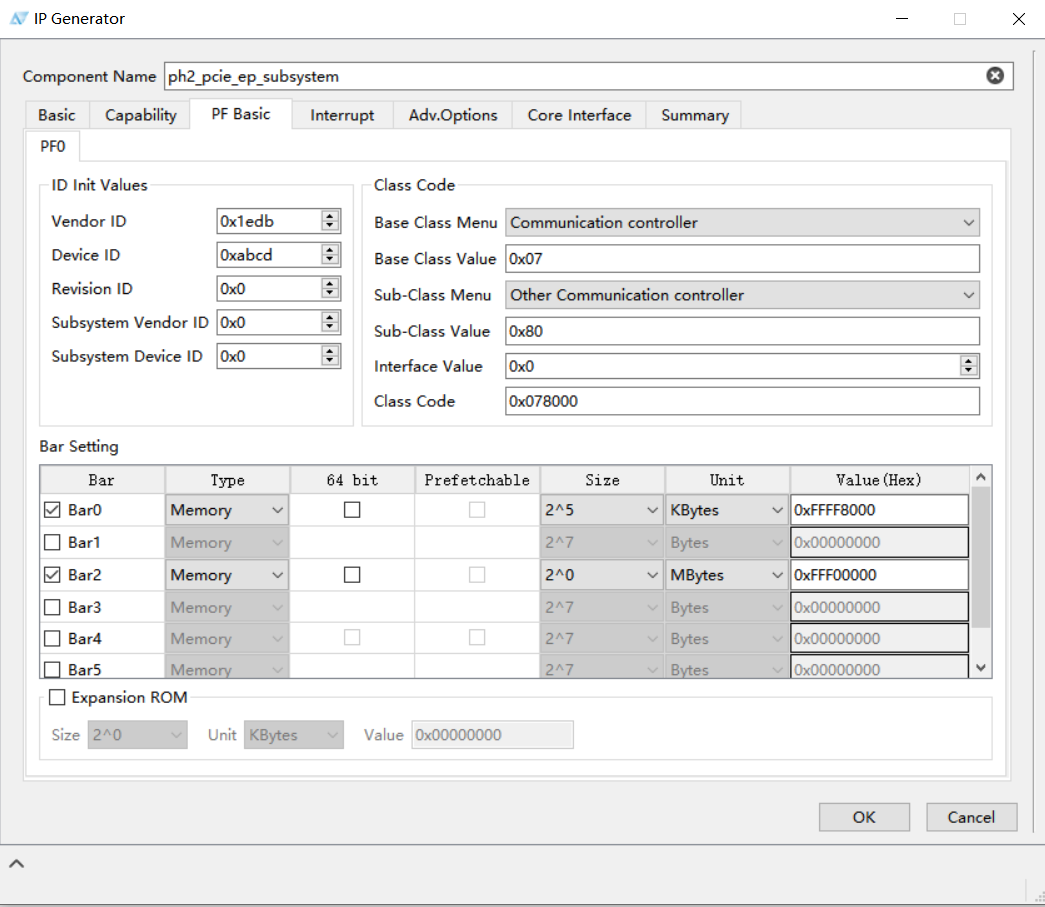 IP Generator
Component Name ph2_pcie_ep_subsystem
Basic Capability PF Basic Interrupt Adv.Options Core Interface Summary
PF0
ID Init Values
Vendor ID 0x1edb
Device ID 0xabcd
Revision ID 0x0
Subsystem Vendor ID 0x0
Subsystem Device ID 0x0
Class Code
Base Class Menu Communication controller
Base Class Value 0x07
Sub-Class Menu Other Communication controller
Sub-Class Value 0x80
Interface Value 0x0
Class Code 0x078000
Bar Setting
Bar Type 64 bit Prefetchable Size Unit Value(Hex)
Bar0 Memory 2^5 KBytes 0xFFFF8000
Bar1 Memory 2^7 Bytes 0x00000000
Bar2 Memory 2^0 MBytes 0xFFF00000
Bar3 Memory 2^7 Bytes 0x00000000
Bar4 Memory 2^7 Bytes 0x00000000
Bar5 Memory 2^7 Bytes 0x00000000
Expansion ROM
Size 2^0 Unit KBytes Value 0x00000000
OK Cancel